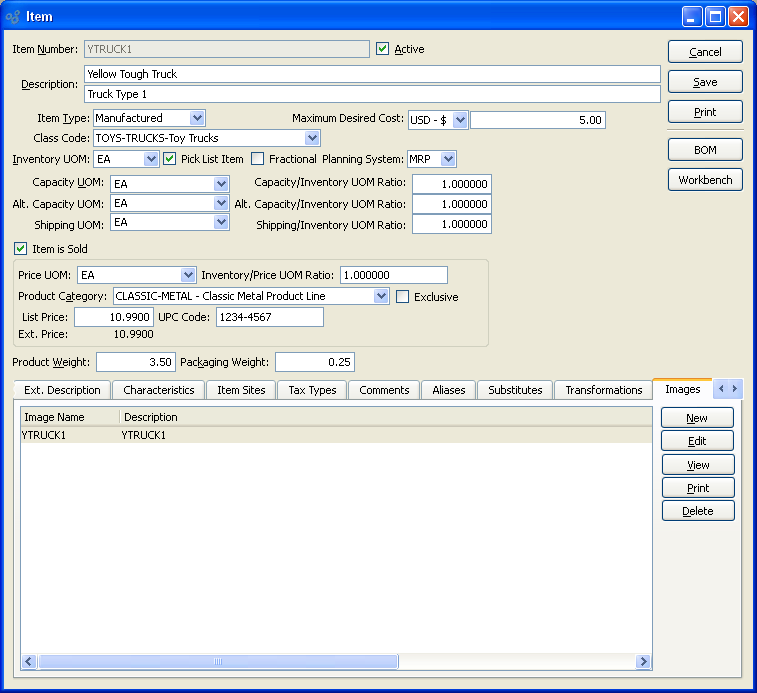 Item
Item Number: YTRUCK1 Active
Cancel
Description: Yellow Tough Truck
Truck Type 1
Save
Item Type: Manufactured Maximum Desired Cost: USD - $ 5.00
Print
Class Code: TOYS-TRUCKS-Toy Trucks
BOM
Inventory UOM: EA Pick List Item Fractional Planning System: MRP
Workbench
Capacity UOM: EA Capacity/Inventory UOM Ratio: 1.000000
Alt. Capacity UOM: EA Alt. Capacity/Inventory UOM Ratio: 1.000000
Shipping UOM: EA Shipping/Inventory UOM Ratio: 1.000000
Item is Sold
Price UOM: EA Inventory/Price UOM Ratio: 1.000000
Product Category: CLASSIC-METAL - Classic Metal Product Line Exclusive
List Price: 10.9900 UPC Code: 1234-4567
Ext. Price: 10.9900
Product Weight: 3.50 Packaging Weight: 0.25
Ext. Description Characteristics Item Sites Tax Types Comments Aliases Substitutes Transformations Images
Image Name Description
YTRUCK1 YTRUCK1
New
Edit
View
Print
Delete